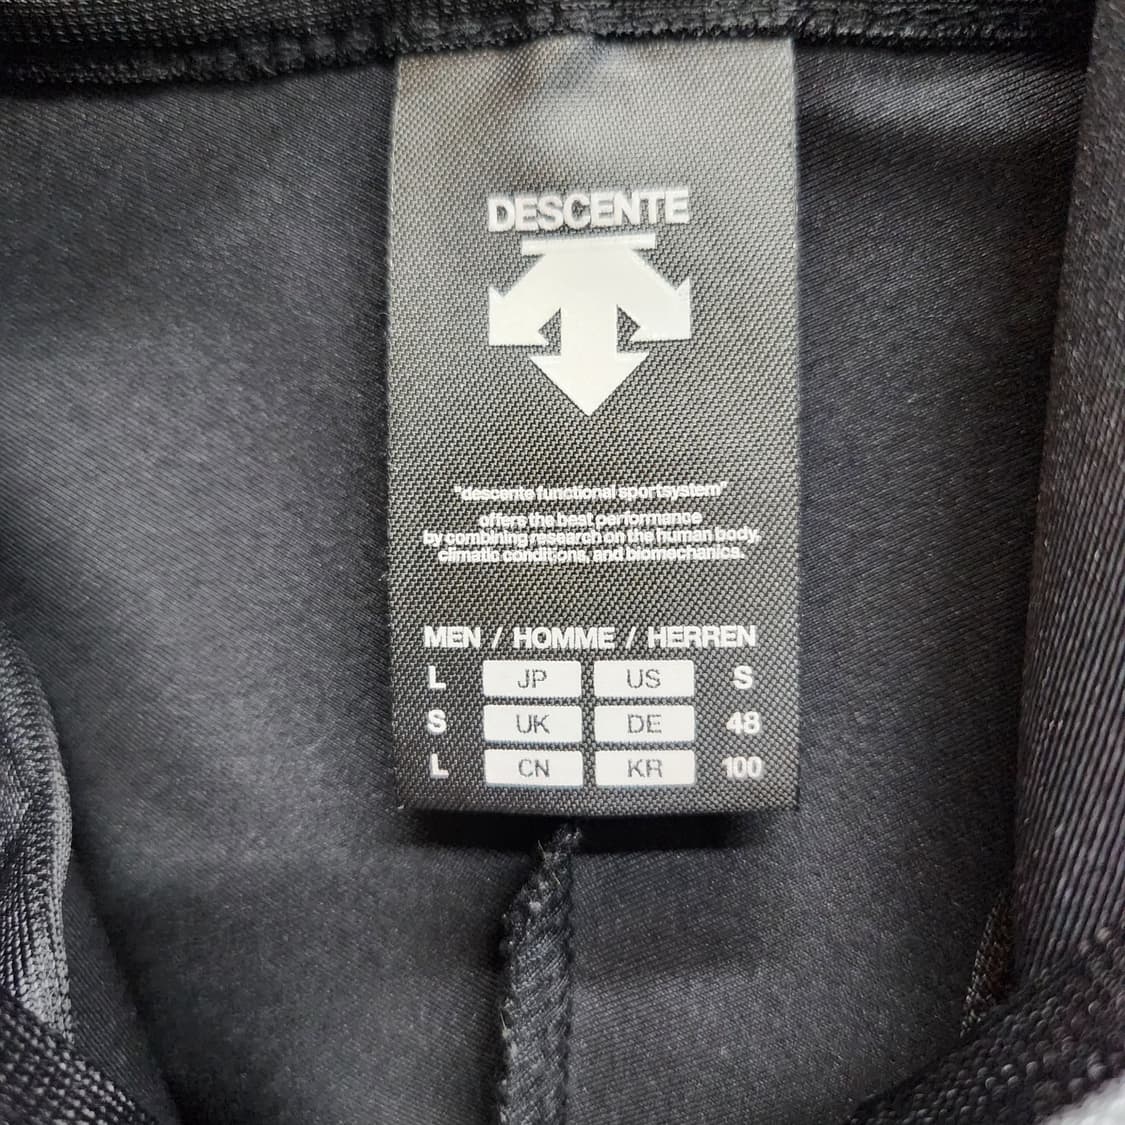 DESCENTE
"descente functional sportsystem"
offers the best performance
by combining research on the human body,
climatic conditions, and biomechanics.
MEN / HOMME / HERREN
L JP US S
S UK DE 48
L CN KR 100